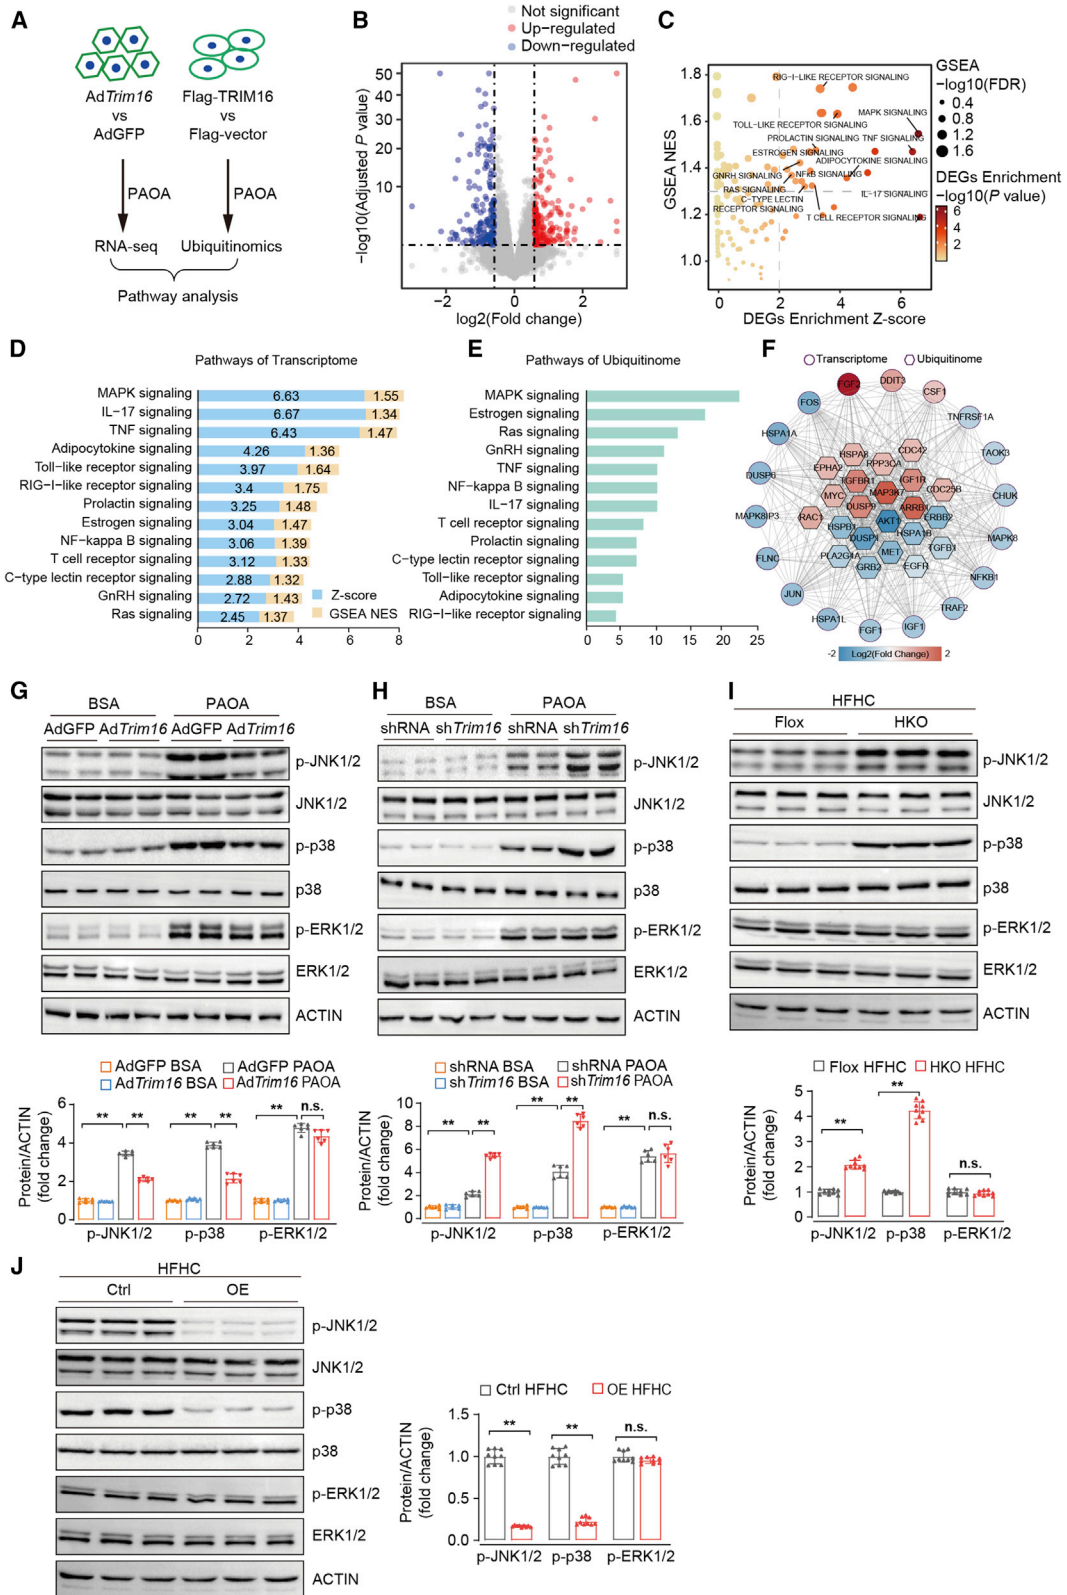 A
AdTrim16
vs
AdGFP
Flag-TRIM16
vs
Flag-vector
PAOA
PAOA
RNA-seq
Ubiquitinomics
Pathway analysis
B
Not significant
Up−regulated
Down−regulated
−log10(Adjusted P value)
50
40
30
20
10
−2
0
2
log2(Fold change)
C
GSEA NES
1.8
1.6
1.4
1.2
1.0
0
2
4
6
DEGs Enrichment Z-score
RIG-I-LIKE RECEPTOR SIGNALING
MAPK SIGNALING
TOLL-LIKE RECEPTOR SIGNALING
PROLACTIN SIGNALING
TNF SIGNALING
ESTROGEN SIGNALING
ADIPOCYTOKINE SIGNALING
GNRH SIGNALING
NF-kB SIGNALING
RAS SIGNALING
C-TYPE LECTIN
RECEPTOR SIGNALING
IL-17 SIGNALING
T CELL RECEPTOR SIGNALING
GSEA
−log10(FDR)
0.4
0.8
1.2
1.6
DEGs Enrichment
−log10(P value)
6
4
2
D
Pathways of Transcriptome
MAPK signaling 6.63 1.55
IL−17 signaling 6.67 1.34
TNF signaling 6.43 1.47
Adipocytokine signaling 4.26 1.36
Toll−like receptor signaling 3.97 1.64
RIG−I−like receptor signaling 3.4 1.75
Prolactin signaling 3.25 1.48
Estrogen signaling 3.04 1.47
NF−kappa B signaling 3.06 1.39
T cell receptor signaling 3.12 1.33
C−type lectin receptor signaling 2.88 1.32
GnRH signaling 2.72 1.43
Ras signaling 2.45 1.37
Z−score
GSEA NES
0 2 4 6 8
E
Pathways of Ubiquitinome
MAPK signaling
Estrogen signaling
Ras signaling
GnRH signaling
TNF signaling
NF−kappa B signaling
IL−17 signaling
T cell receptor signaling
Prolactin signaling
C−type lectin receptor signaling
Toll−like receptor signaling
Adipocytokine signaling
RIG−I−like receptor signaling
0 5 10 15 20 25
F
Transcriptome
Ubiquitinome
FGF2
DDIT3
CSF1
FOS
TNFRSF1A
HSPA1A
TAOK3
DUSP6
CHUK
MAPK8IP3
MAPK8
FLNC
NFKB1
JUN
TRAF2
HSPA1L
FGF1
IGF1
HSPA8
CDC42
EPHA2
PPP3CA
TGFBR1
IGF1R
MYC
MAP3K7
CDC25B
DUSP9
ARRB1
RAC1
AKT1
ERBB2
HSPB1
DUSP1
HSPA1B
PLA2G4A
MET
TGFB1
GRB2
EGFR
-2 Log2(Fold Change) 2
G
BSA PAOA
AdGFP AdTrim16 AdGFP AdTrim16
p-JNK1/2
JNK1/2
p-p38
p38
p-ERK1/2
ERK1/2
ACTIN
AdGFP BSA AdGFP PAOA
AdTrim16 BSA AdTrim16 PAOA
Protein/ACTIN
(fold change)
6
4
2
0
** ** ** ** ** n.s.
p-JNK1/2 p-p38 p-ERK1/2
H
BSA PAOA
shRNA shTrim16 shRNA shTrim16
p-JNK1/2
JNK1/2
p-p38
p38
p-ERK1/2
ERK1/2
ACTIN
shRNA BSA shRNA PAOA
shTrim16 BSA shTrim16 PAOA
Protein/ACTIN
(fold change)
10
8
6
4
2
0
** ** ** ** ** n.s.
p-JNK1/2 p-p38 p-ERK1/2
I
HFHC
Flox HKO
p-JNK1/2
JNK1/2
p-p38
p38
p-ERK1/2
ERK1/2
ACTIN
Flox HFHC HKO HFHC
Protein/ACTIN
(fold change)
5
4
3
2
1
0
** ** n.s.
p-JNK1/2 p-p38 p-ERK1/2
J
HFHC
Ctrl OE
p-JNK1/2
JNK1/2
p-p38
p38
p-ERK1/2
ERK1/2
ACTIN
Ctrl HFHC OE HFHC
Protein/ACTIN
(fold change)
1.5
1.0
0.5
0.0
** ** n.s.
p-JNK1/2 p-p38 p-ERK1/2